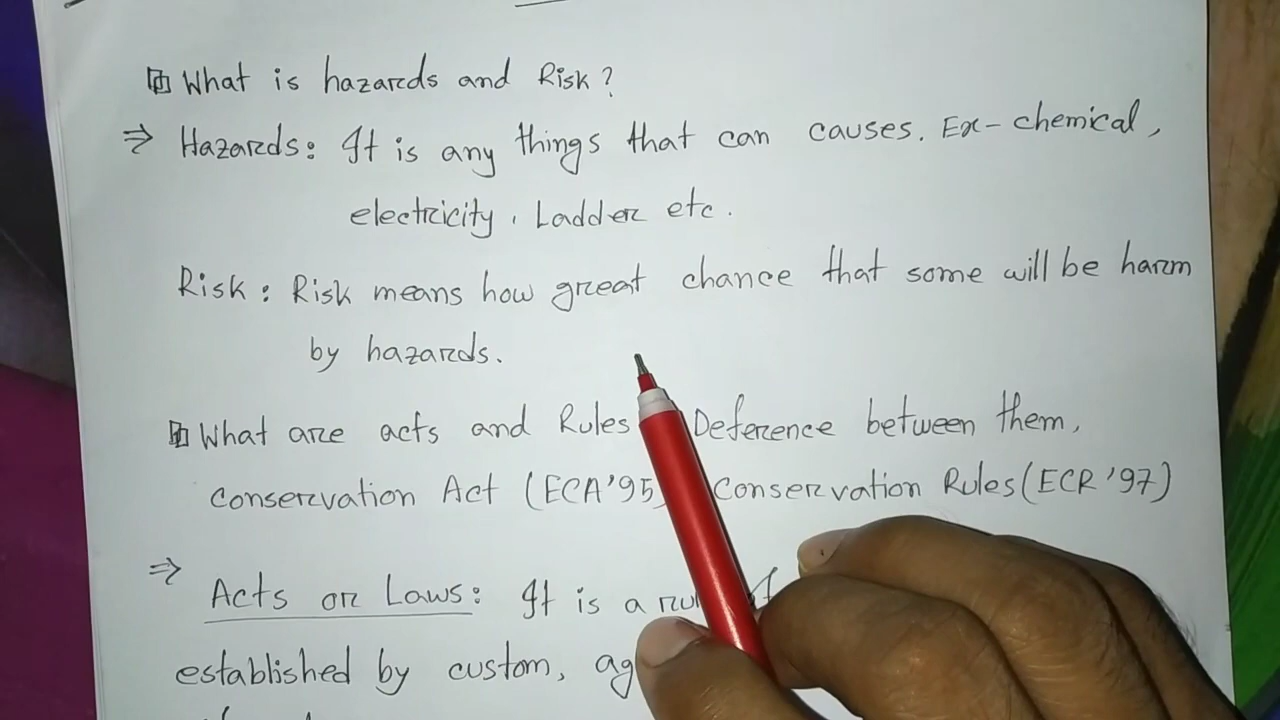 What is hazards and Risk?
⇒ Hazards: It is any things that can causes. Ex- chemical,
electricity, Ladder etc.
Risk: Risk means how great chance that some will be harm
by hazards.
What are acts and Rules Deference between them,
Conservation Act (ECA'95) Conservation Rules (ECR'97)
⇒ Acts or Laws: It is a
established by custom,